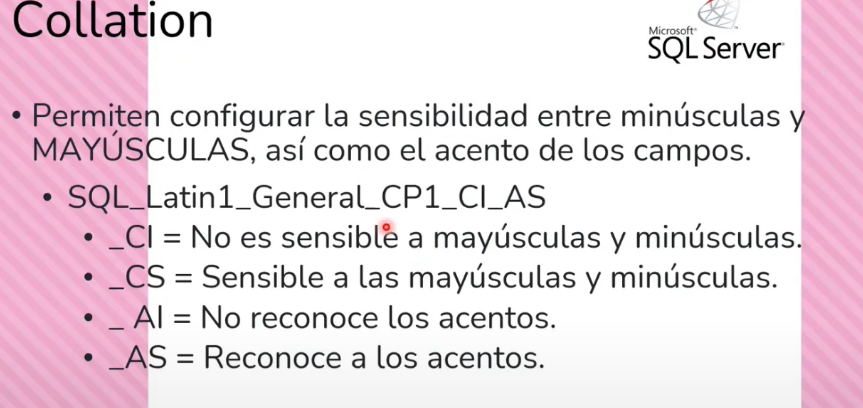 Collation
Microsoft®
SQL Server
• Permiten configurar la sensibilidad entre minúsculas y
MAYÚSCULAS, así como el acento de los campos.
• SQL_Latin1_General_CP1_CI_AS
• _CI = No es sensible a mayúsculas y minúsculas.
• _CS = Sensible a las mayúsculas y minúsculas.
• _ AI = No reconoce los acentos.
• _AS = Reconoce a los acentos.